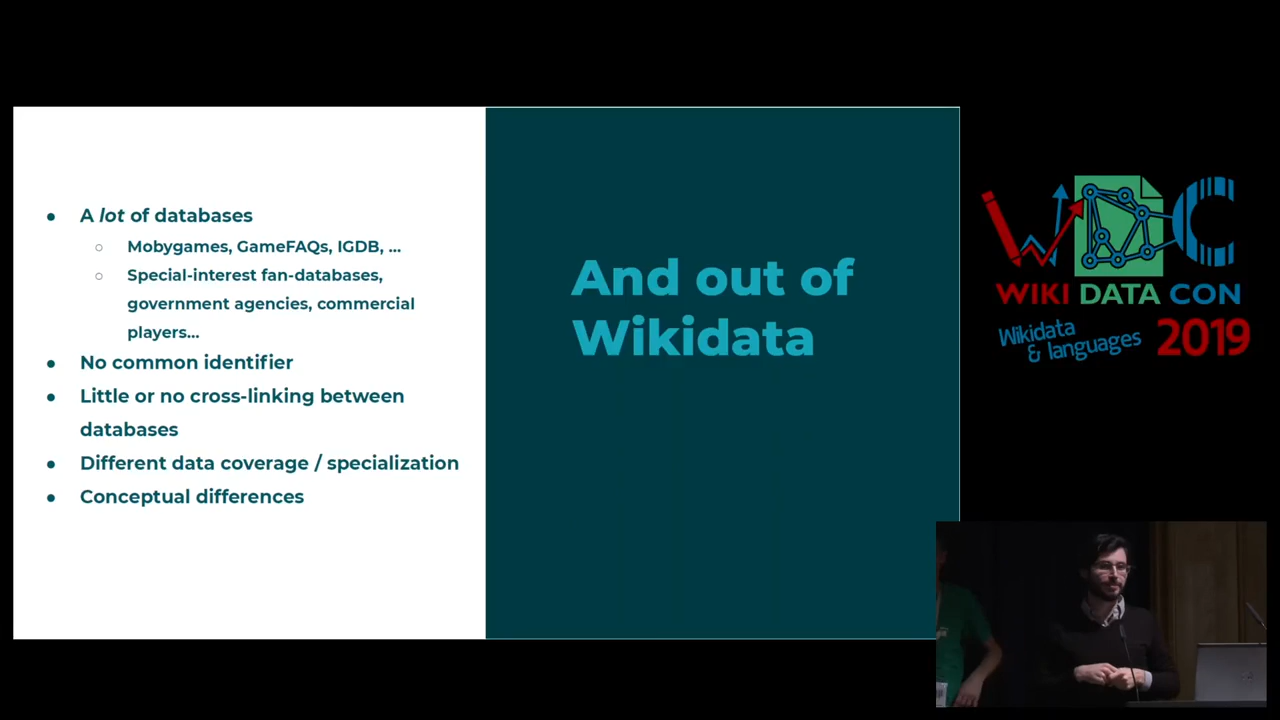 A lot of databases
Mobygames, GameFAQs, IGDB, ...
Special-interest fan-databases,
government agencies, commercial
players...
No common identifier
Little or no cross-linking between
databases
Different data coverage / specialization
Conceptual differences
And out of
Wikidata
WDC
WIKI DATA CON
Wikidata
& languages
2019